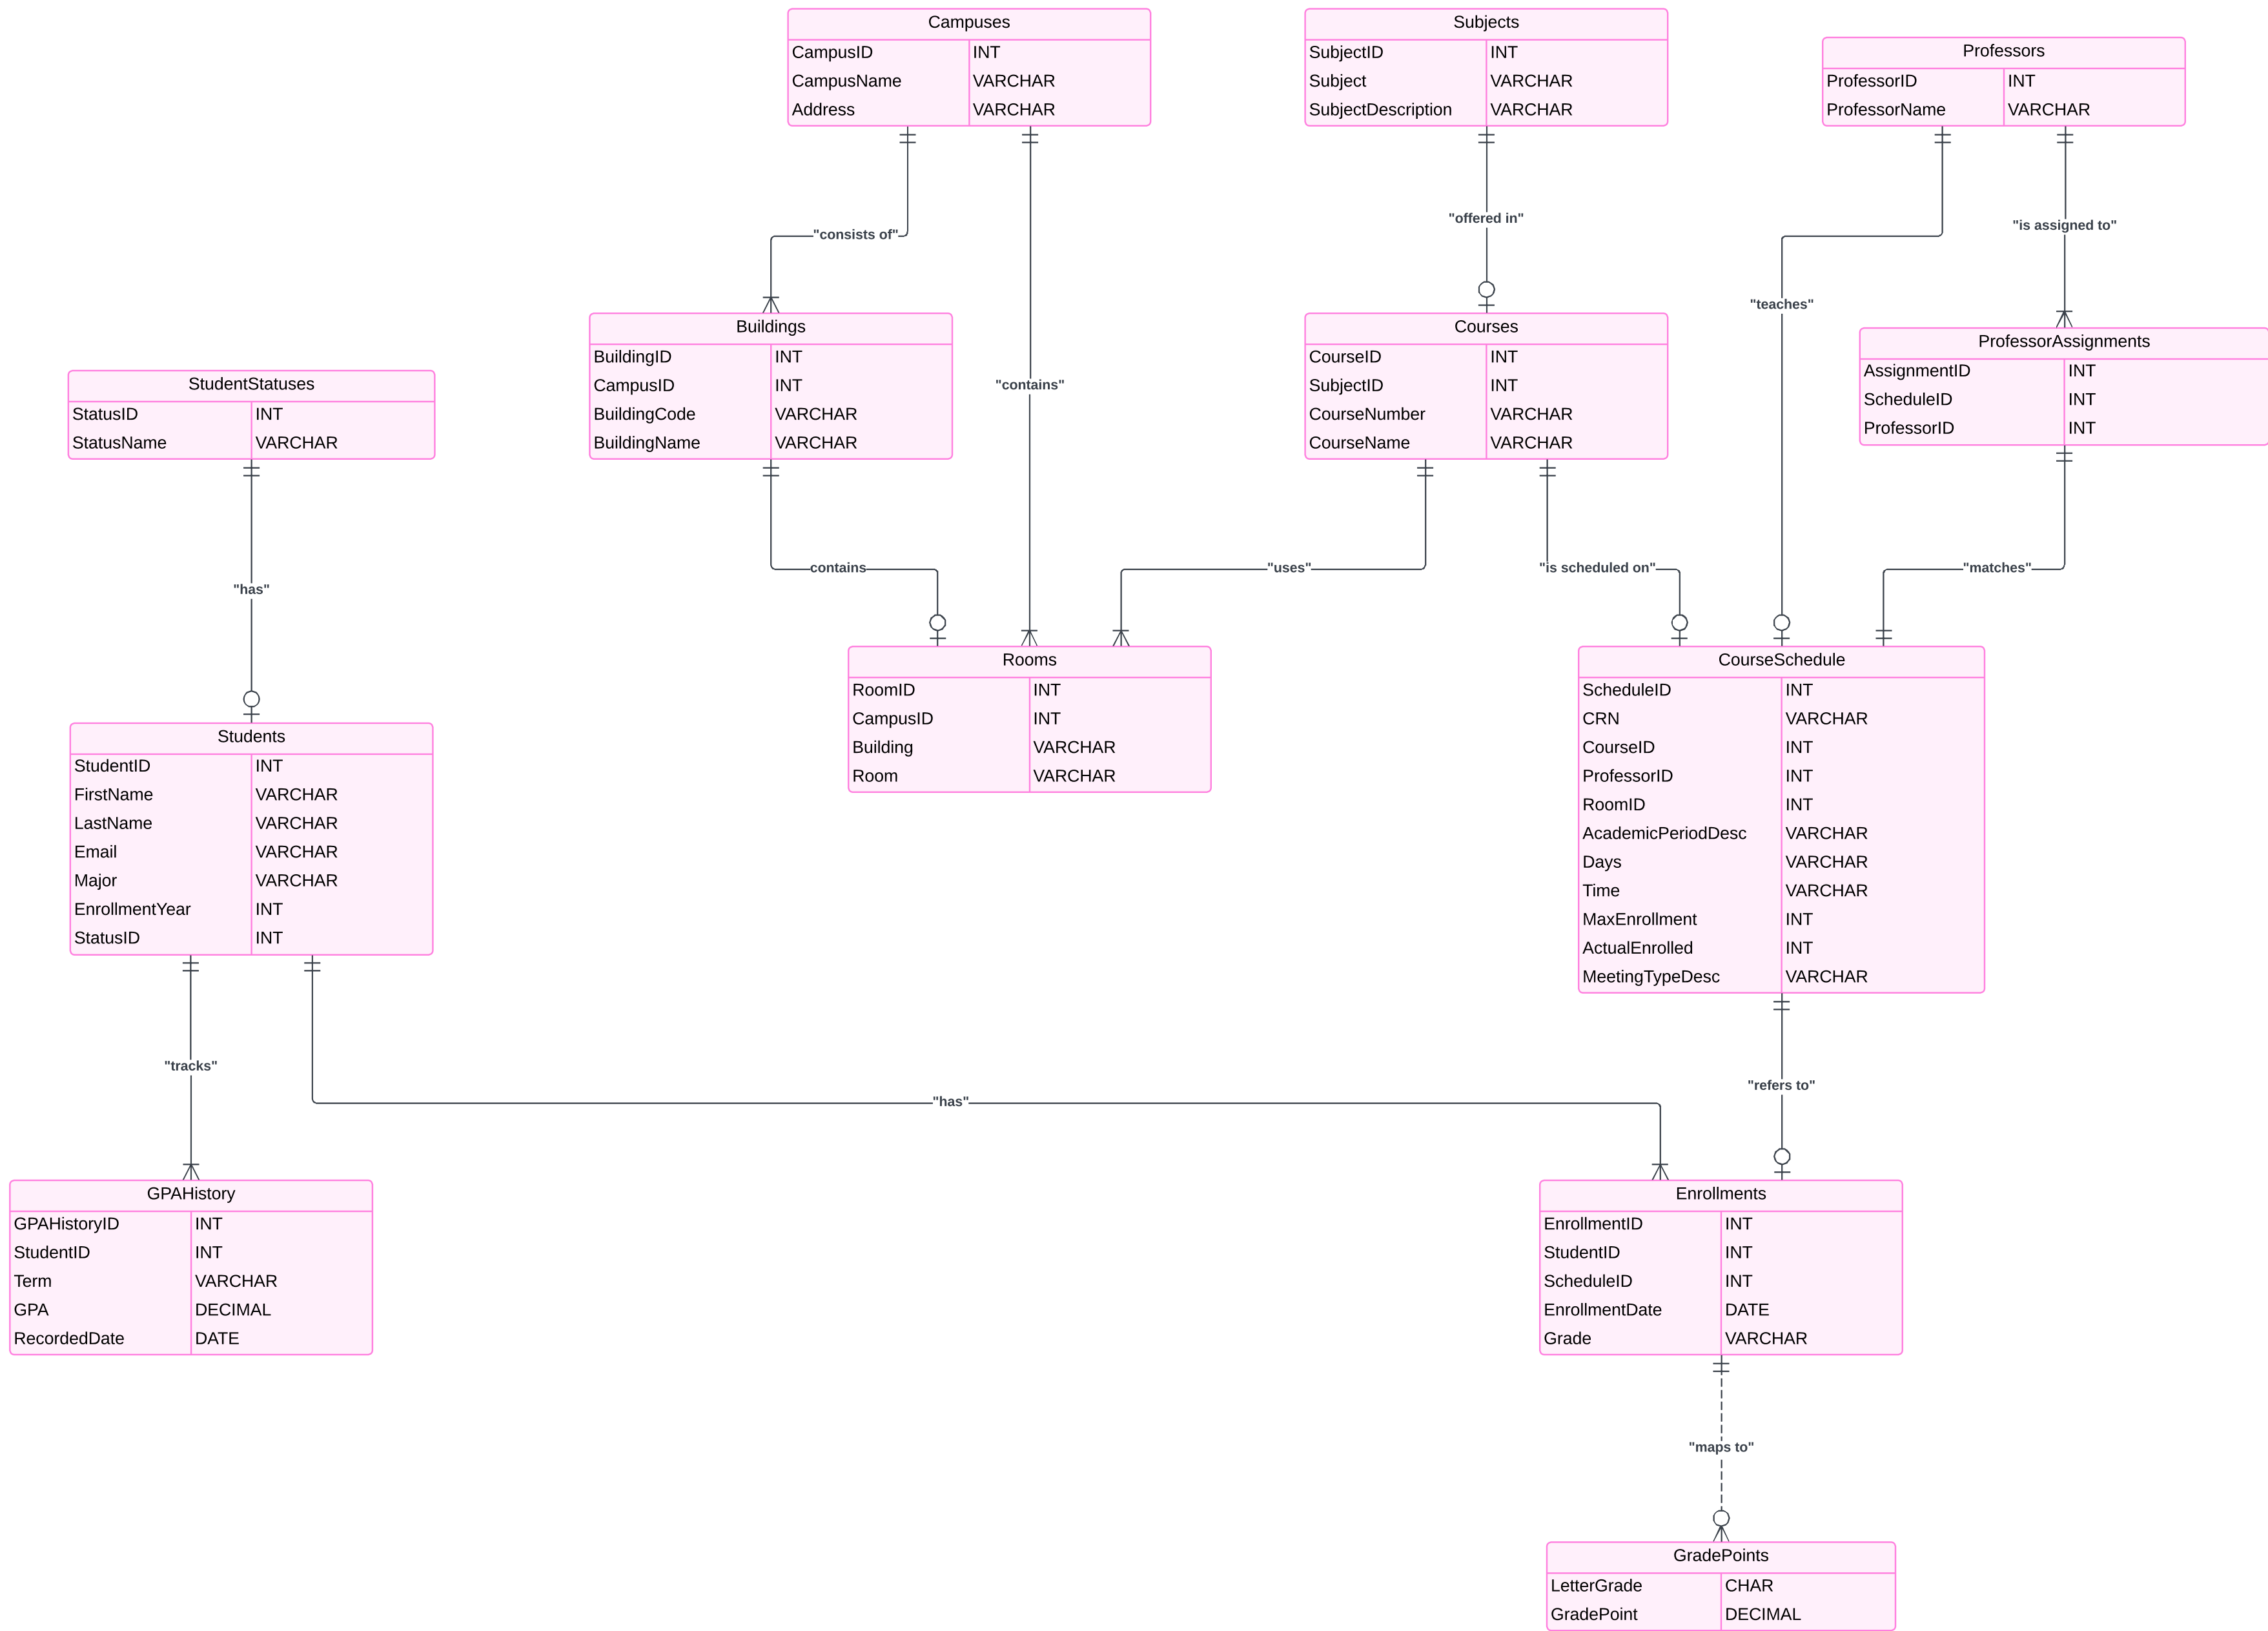 Campuses
CampusID INT
CampusName VARCHAR
Address VARCHAR
Subjects
SubjectID INT
Subject VARCHAR
SubjectDescription VARCHAR
Professors
ProfessorID INT
ProfessorName VARCHAR
"consists of"
"offered in"
"is assigned to"
"teaches"
"contains"
Buildings
BuildingID INT
CampusID INT
BuildingCode VARCHAR
BuildingName VARCHAR
Courses
CourseID INT
SubjectID INT
CourseNumber VARCHAR
CourseName VARCHAR
ProfessorAssignments
AssignmentID INT
ScheduleID INT
ProfessorID INT
StudentStatuses
StatusID INT
StatusName VARCHAR
"has"
contains
"uses"
"is scheduled on"
"matches"
Rooms
RoomID INT
CampusID INT
Building VARCHAR
Room VARCHAR
CourseSchedule
ScheduleID INT
CRN VARCHAR
CourseID INT
ProfessorID INT
RoomID INT
AcademicPeriodDesc VARCHAR
Days VARCHAR
Time VARCHAR
MaxEnrollment INT
ActualEnrolled INT
MeetingTypeDesc VARCHAR
Students
StudentID INT
FirstName VARCHAR
LastName VARCHAR
Email VARCHAR
Major VARCHAR
EnrollmentYear INT
StatusID INT
"tracks"
"has"
"refers to"
GPAHistory
GPAHistoryID INT
StudentID INT
Term VARCHAR
GPA DECIMAL
RecordedDate DATE
Enrollments
EnrollmentID INT
StudentID INT
ScheduleID INT
EnrollmentDate DATE
Grade VARCHAR
"maps to"
GradePoints
LetterGrade CHAR
GradePoint DECIMAL